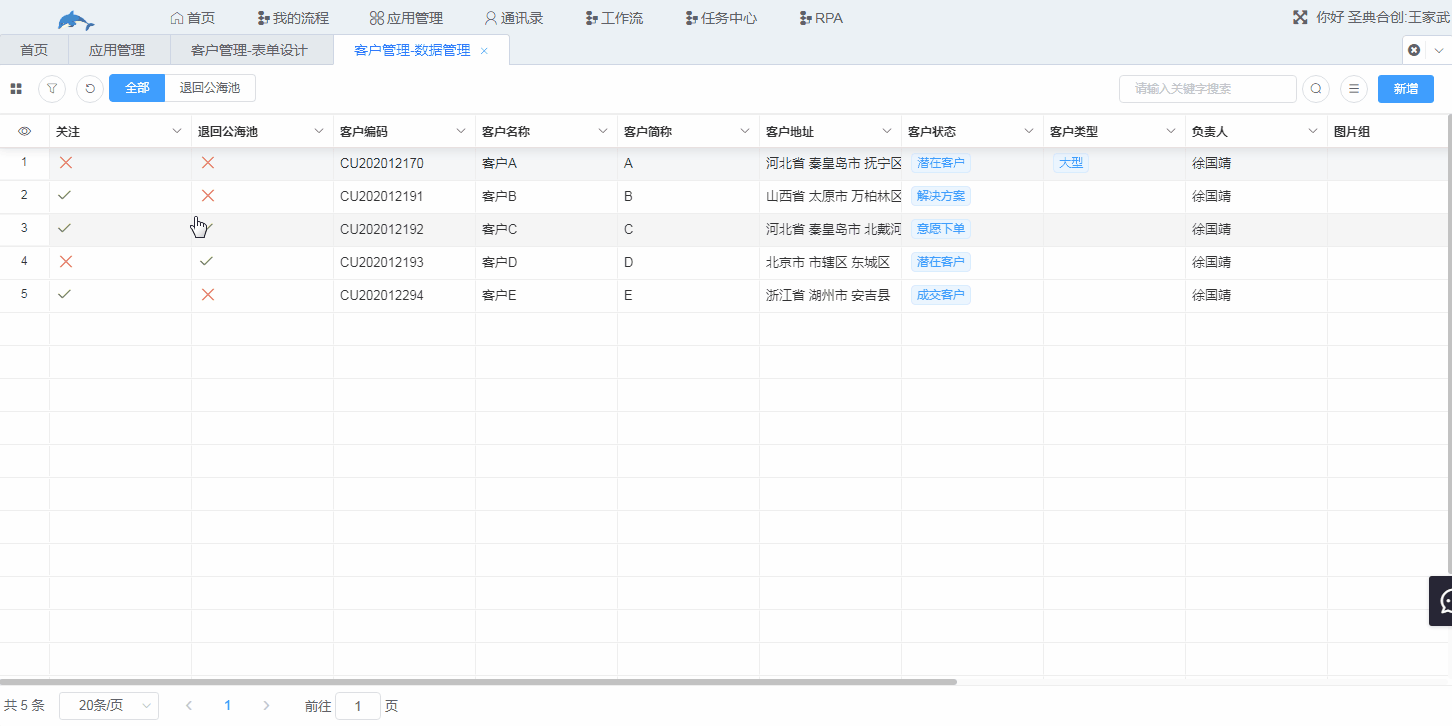 首页 我的流程 应用管理 通讯录 工作流 任务中心 RPA 你好 圣典合创:王家武
首页 应用管理 客户管理-表单设计 客户管理-数据管理
全部 退回公海池 请输入关键字搜索 新增
关注 退回公海池 客户编码 客户名称 客户简称 客户地址 客户状态 客户类型 负责人 图片组
1 CU202012170 客户A A 河北省 秦皇岛市 抚宁区 潜在客户 大型 徐国靖
2 CU202012191 客户B B 山西省 太原市 万柏林区 解决方案 徐国靖
3 CU202012192 客户C C 河北省 秦皇岛市 北戴河 意愿下单 徐国靖
4 CU202012193 客户D D 北京市 市辖区 东城区 潜在客户 徐国靖
5 CU202012294 客户E E 浙江省 湖州市 安吉县 成交客户 徐国靖
共 5 条 20条/页 1 前往 1 页